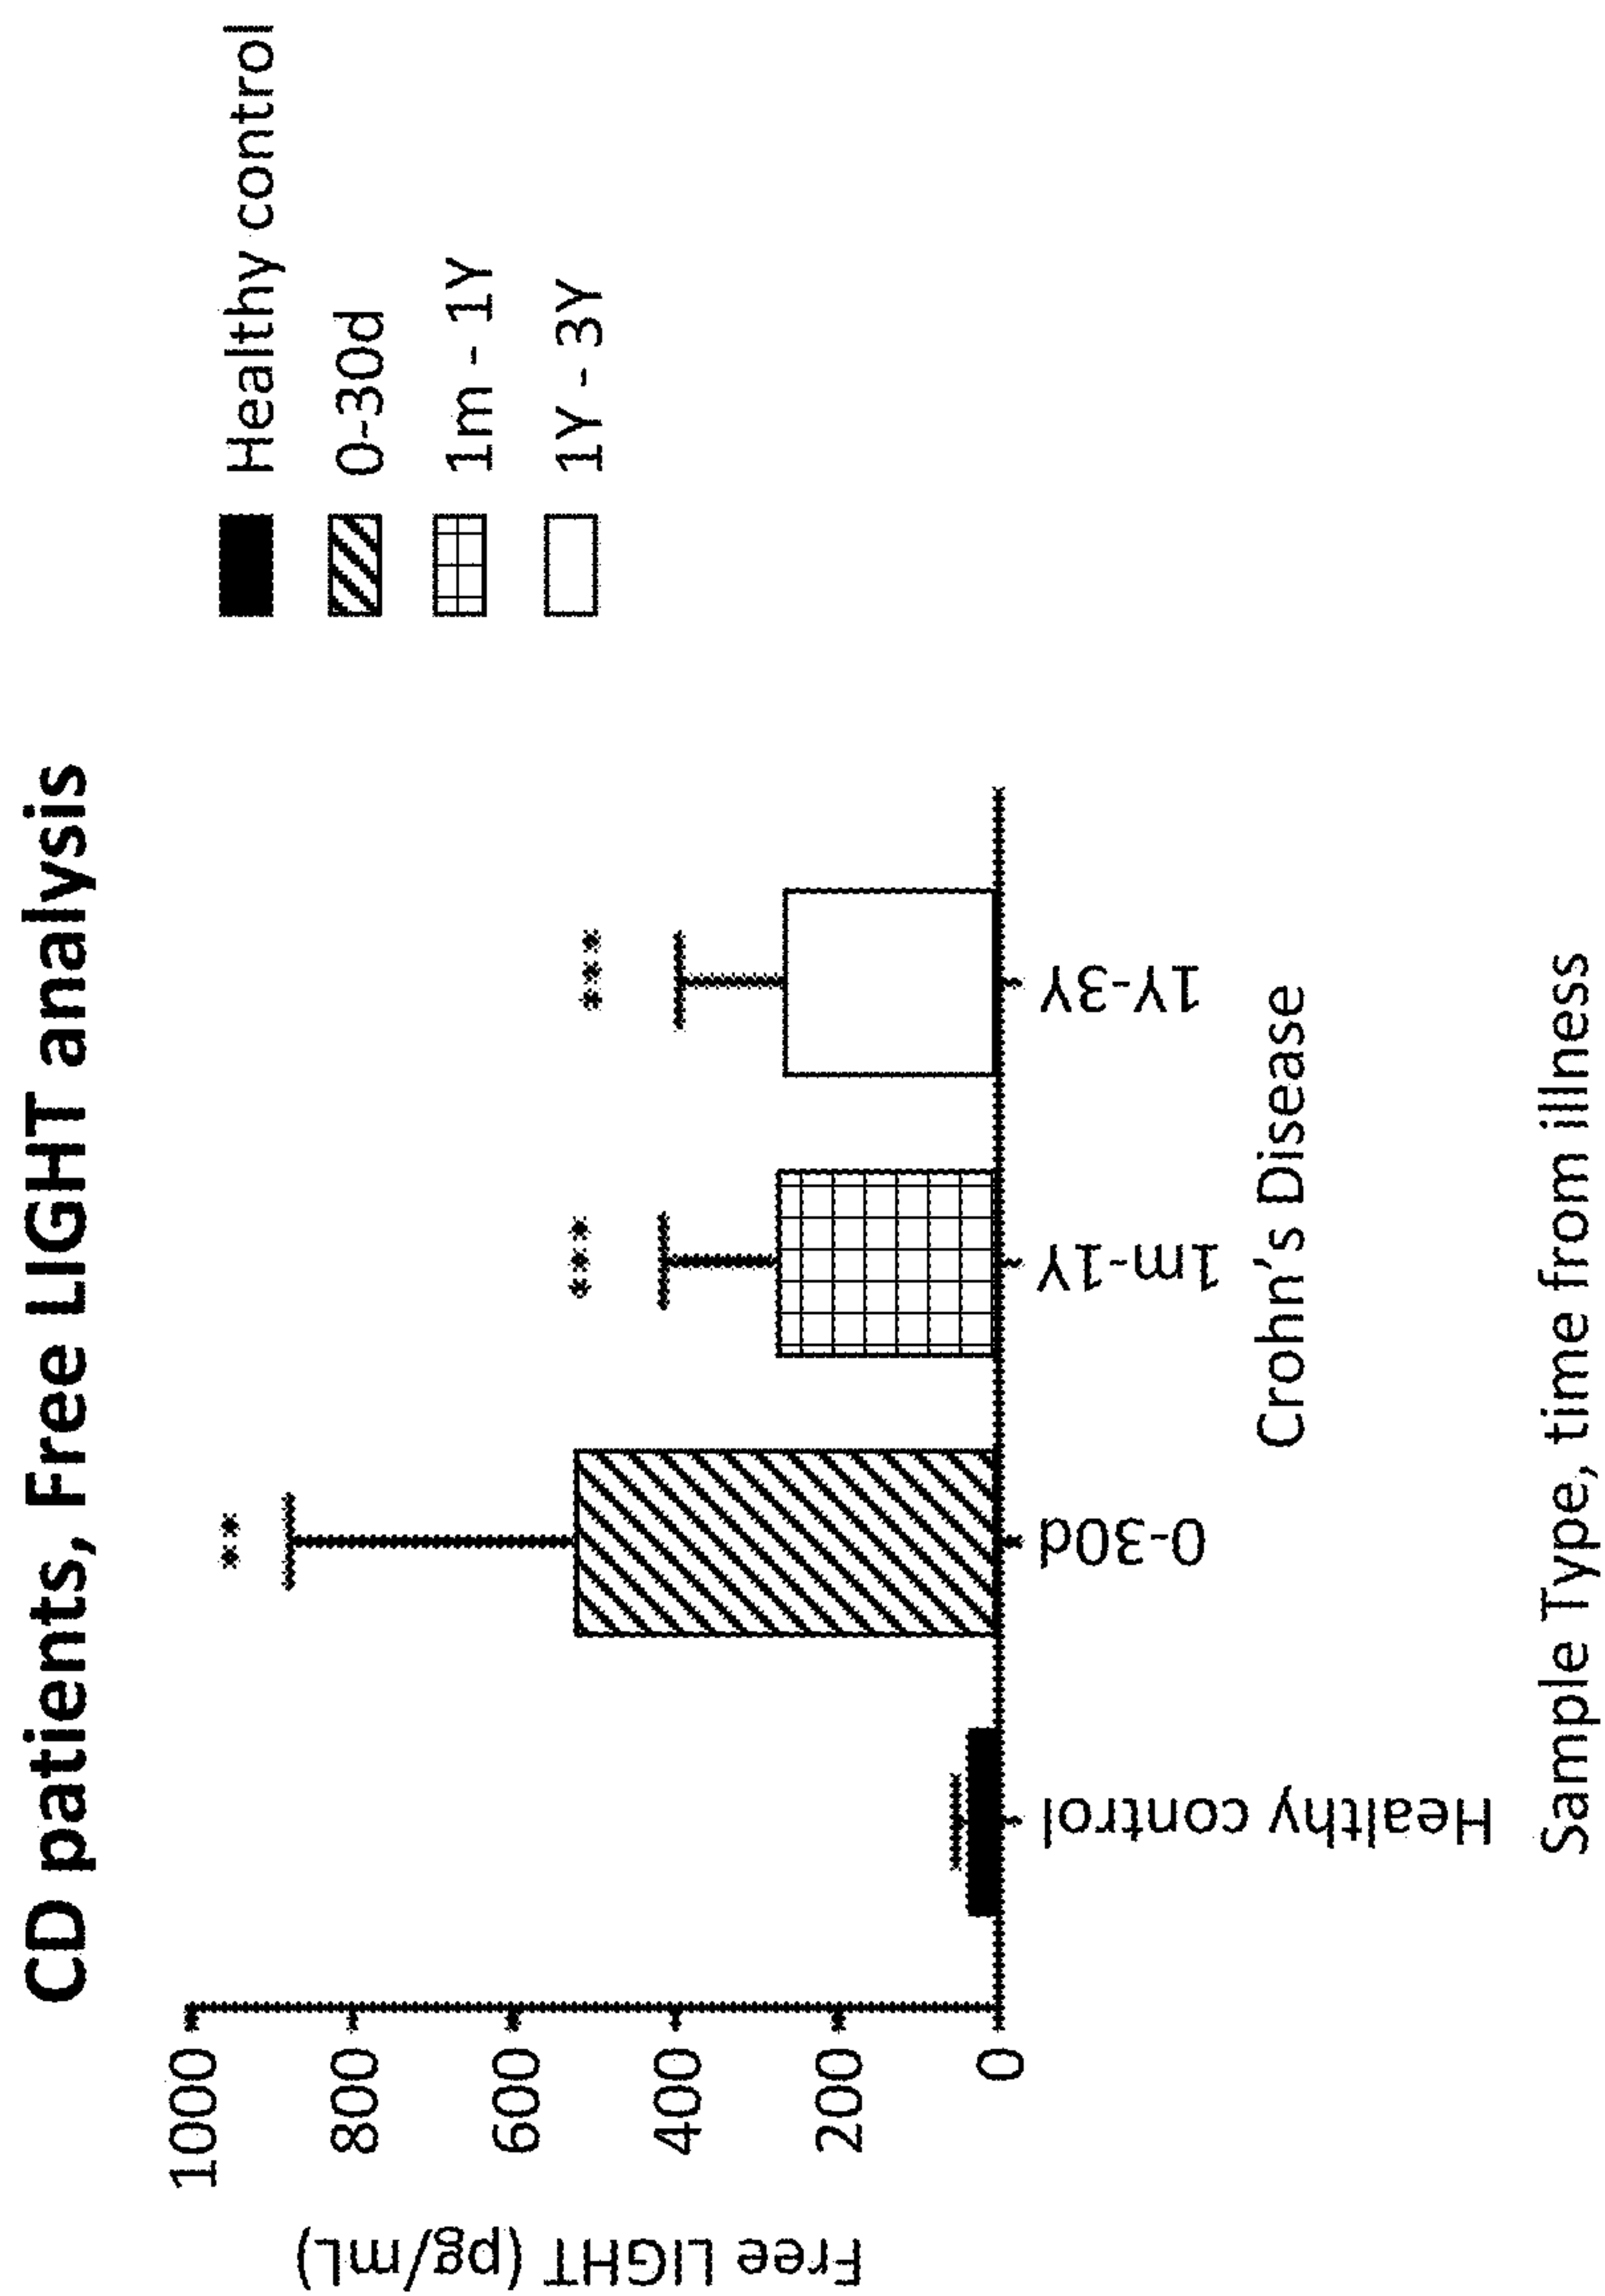 CD patients, Free LIGHT analysis
Free LIGHT (pg/mL)
1000
800
600
400
200
0
**
***
***
Healthy control
0-30d
1m-1Y
1Y-3Y
Crohn's Disease
Sample Type, time from illness
Healthy control
0-30d
1m - 1Y
1Y - 3Y